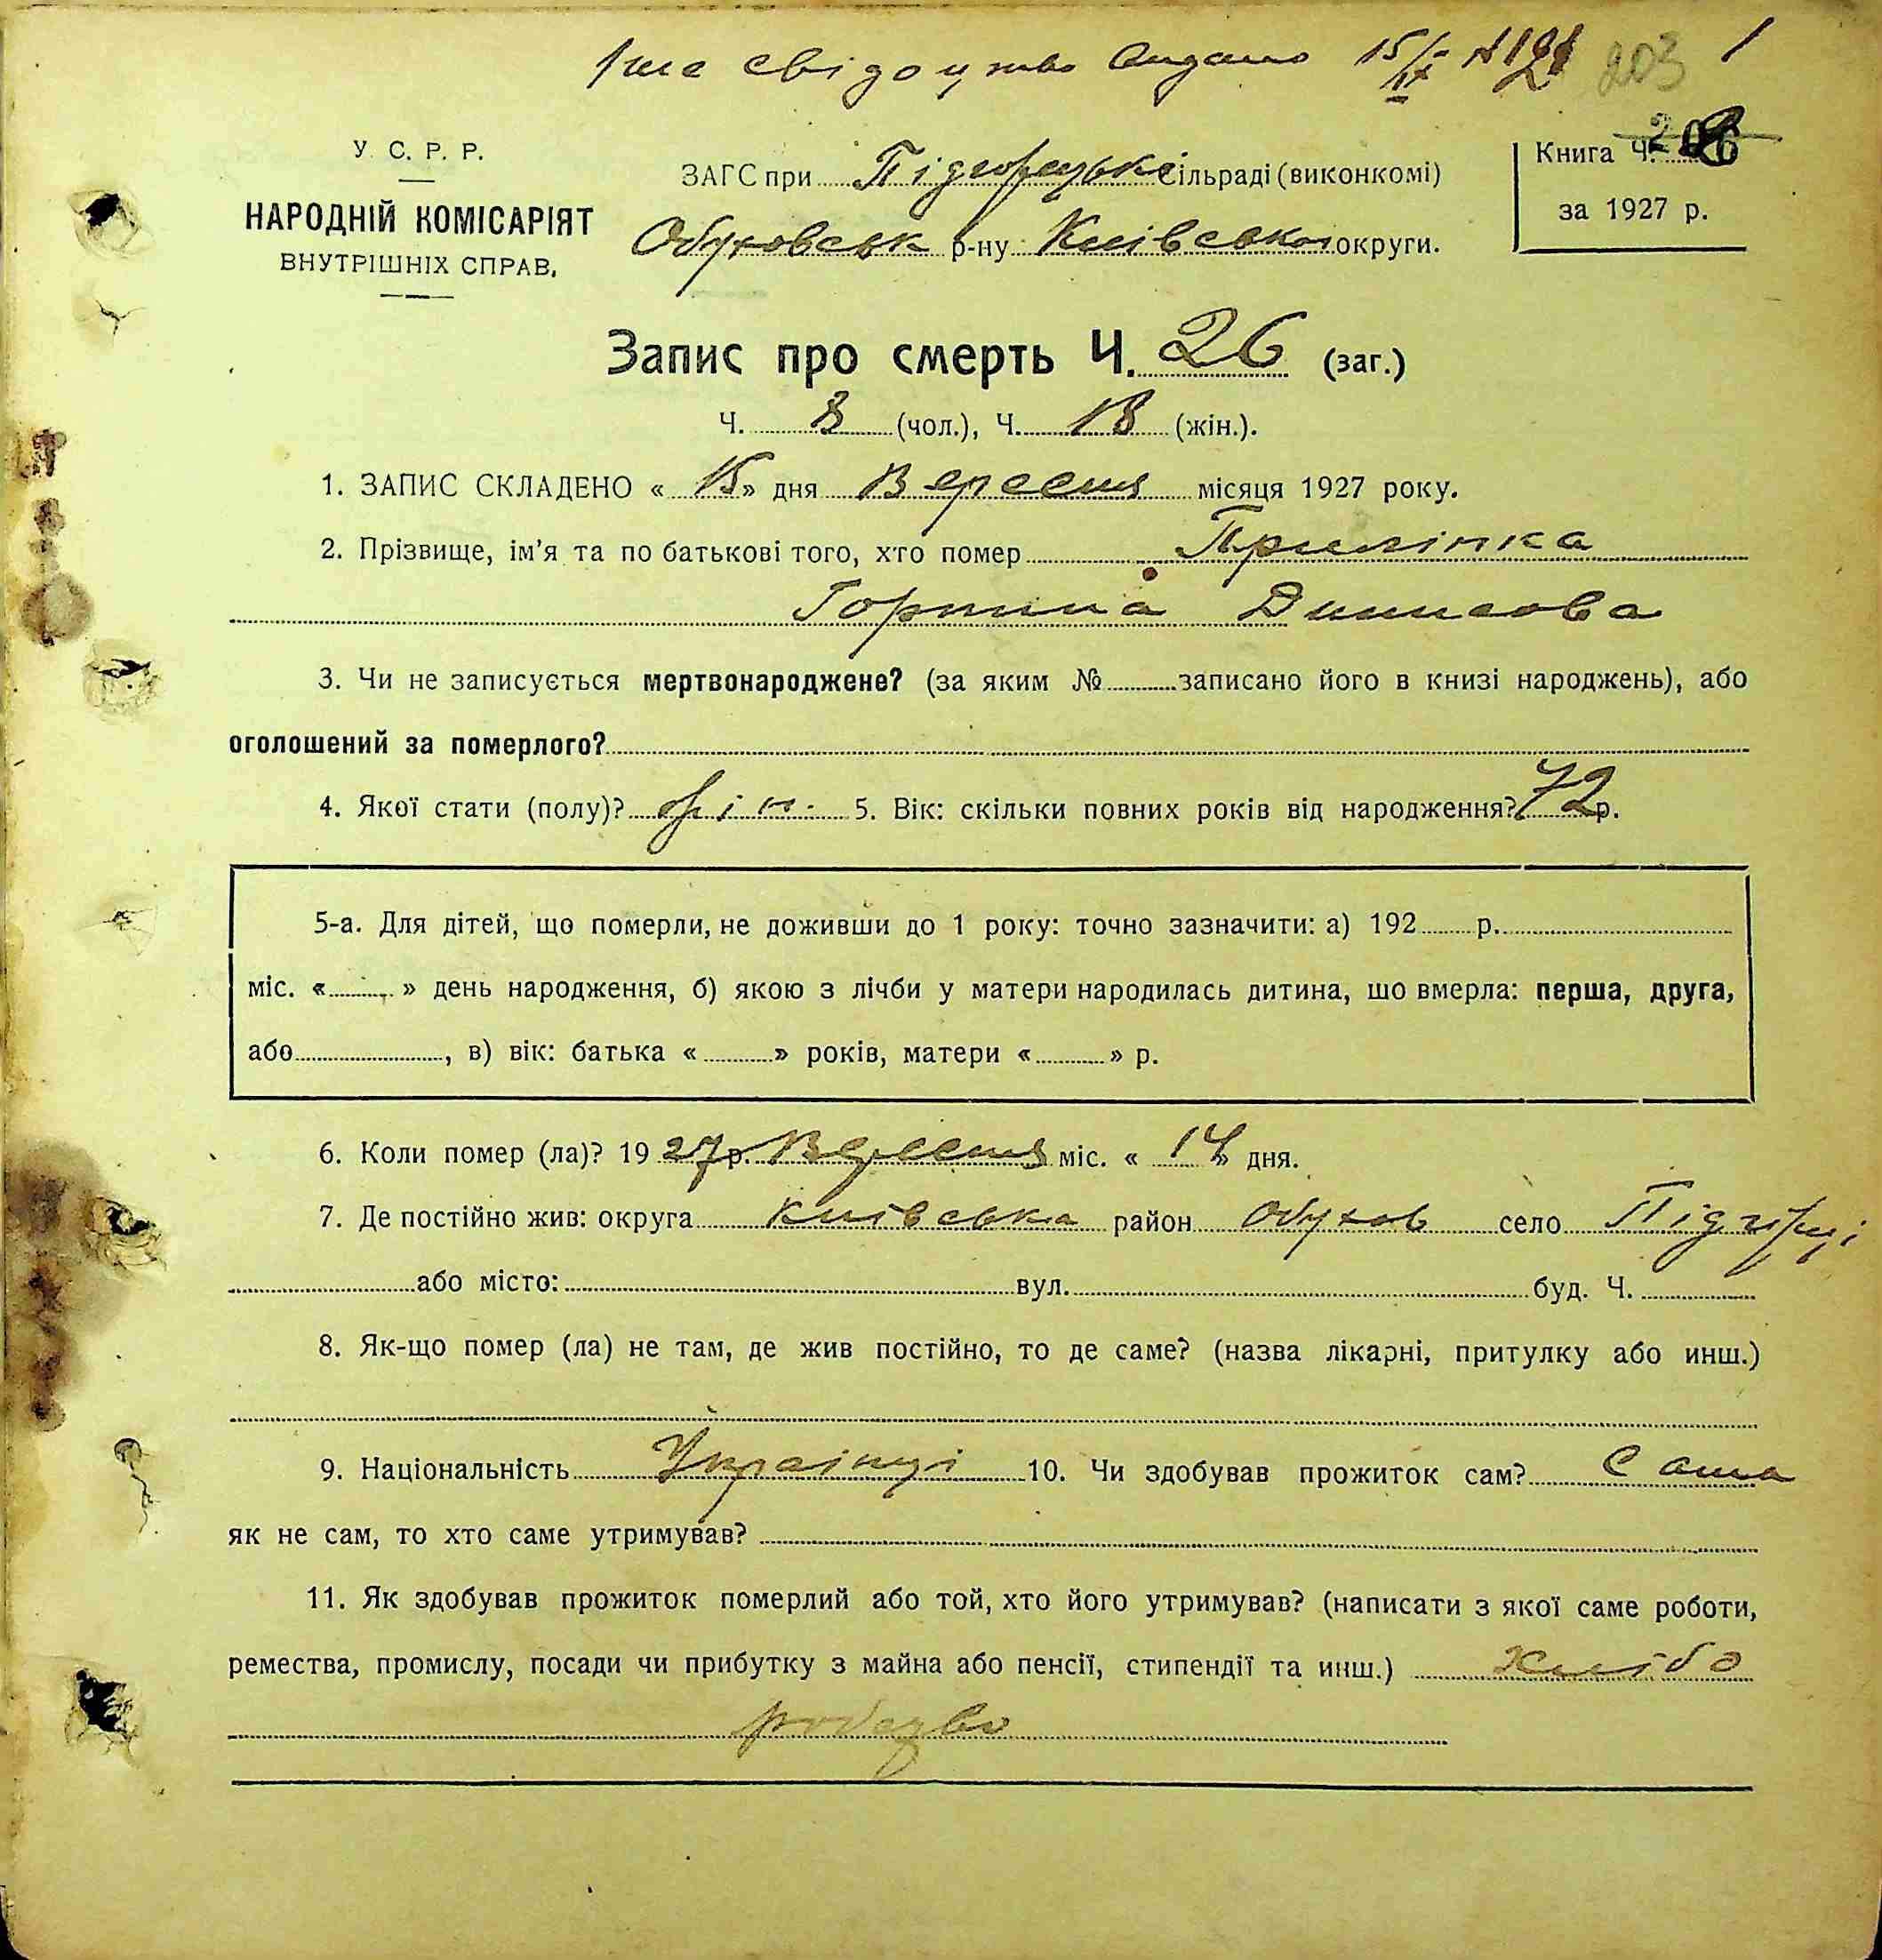 свідоцтво видано 15/IX 203 1
У. С. Р. Р.
НАРОДНІЙ КОМІСАРІЯТ
ВНУТРІШНІХ СПРАВ.
ЗАГС при Підгорецькі сільраді (виконкомі)
Обуховськ р-ну Київської округи.
Книга Ч.
за 1927 р.
Запис про смерть Ч. 26 (заг.)
Ч. 8 (чол.), Ч. 18 (жін.).
1. ЗАПИС СКЛАДЕНО « 15 » дня Вересня місяця 1927 року.
2. Прізвище, ім'я та по батькові того, хто помер Прилінка
Горпина Динисова
3. Чи не записується мертвонароджене? (за яким № записано його в книзі народжень), або
оголошений за померлого?
4. Якої стати (полу)? жін. 5. Вік: скільки повних років від народження? 72 р.
5-а. Для дітей, що померли, не доживши до 1 року: точно зазначити: а) 192 р.
міс. « » день народження, б) якою з лічби у матери народилась дитина, шо вмерла: перша, друга,
або , в) вік: батька « » років, матери « » р.
6. Коли помер (ла)? 19 27 р. Вересня міс. « 14 » дня.
7. Де постійно жив: округа Київська район Обухов село Підгірці
або місто: вул. буд. Ч.
8. Як-що помер (ла) не там, де жив постійно, то де саме? (назва лікарні, притулку або инш.)
9. Національність Українці 10. Чи здобував прожиток сам? Сама
як не сам, то хто саме утримував?
11. Як здобував прожиток померлий або той, хто його утримував? (написати з якої саме роботи,
ремества, промислу, посади чи прибутку з майна або пенсії, стипендії та инш.) хлібо
робство